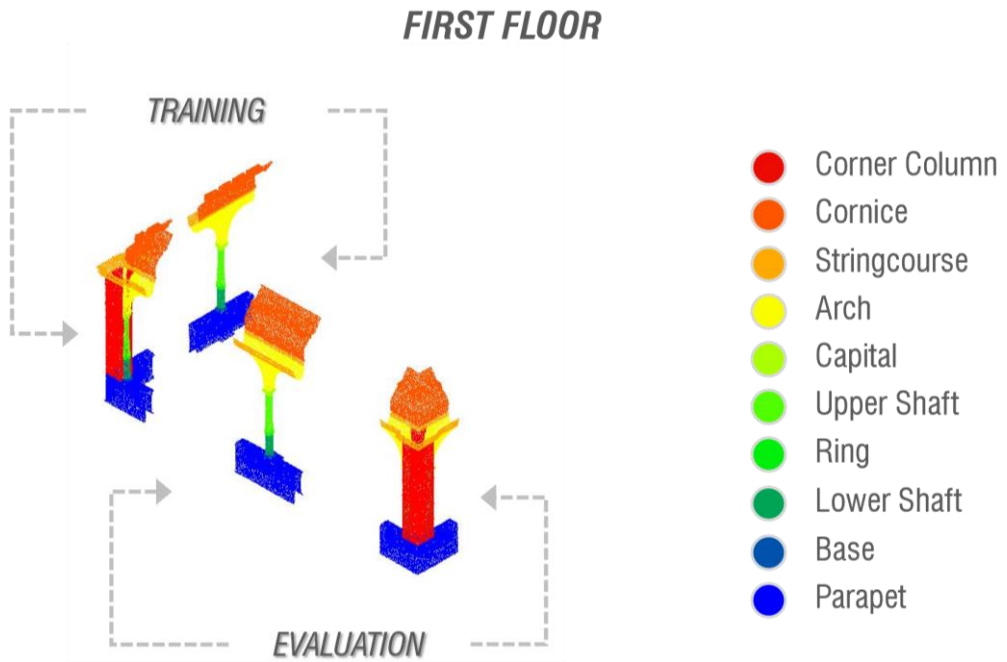 FIRST FLOOR
TRAINING
Corner Column
Cornice
Stringcourse
Arch
Capital
Upper Shaft
Ring
Lower Shaft
Base
Parapet
EVALUATION